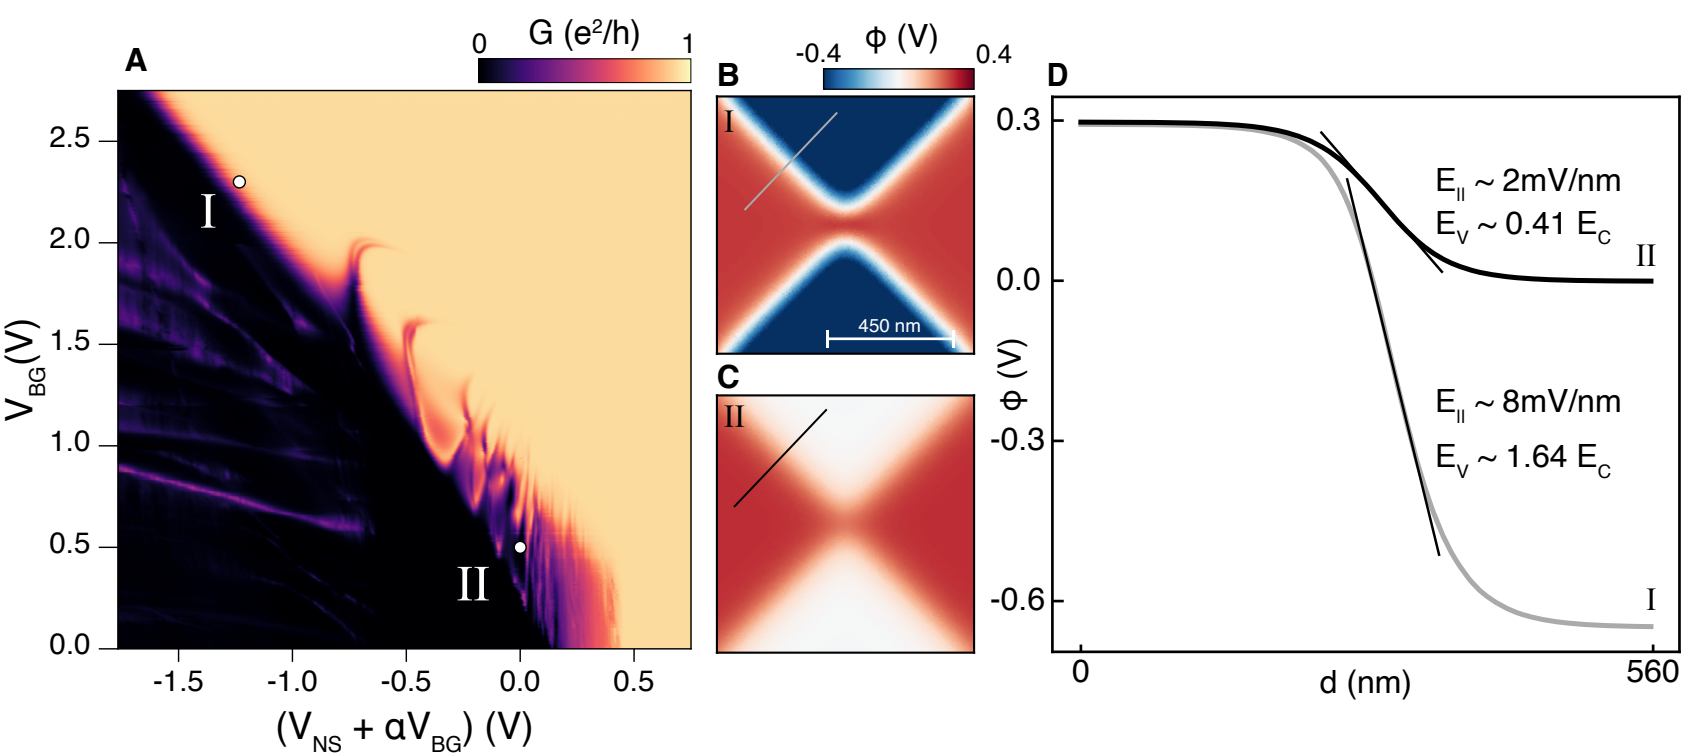 A
G (e²/h)
0
1
V_BG (V)
2.5
2.0
1.5
1.0
0.5
0.0
I
II
-1.5
-1.0
-0.5
0.0
0.5
(V_NS + αV_BG) (V)
B
ϕ (V)
-0.4
0.4
I
450 nm
C
II
D
ϕ (V)
0.3
0.0
-0.3
-0.6
E_|| ~ 2mV/nm
E_V ~ 0.41 E_C
II
E_|| ~ 8mV/nm
E_V ~ 1.64 E_C
I
0
560
d (nm)